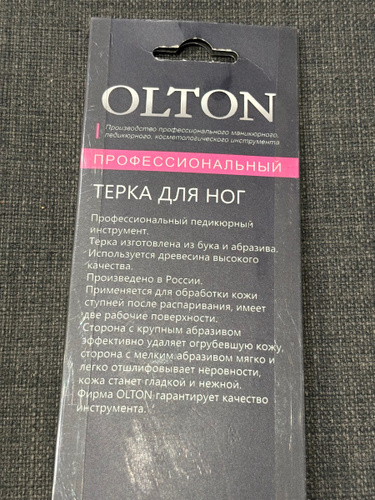 OLTON
Производство профессионального маникюрного,
педикюрного, косметологического инструмента
ПРОФЕССИОНАЛЬНЫЙ
ТЕРКА ДЛЯ НОГ
Профессиональный педикюрный
инструмент.
Терка изготовлена из бука и абразива.
Используется древесина высокого
качества.
Произведено в России.
Применяется для обработки кожи
ступней после распаривания, имеет
две рабочие поверхности.
Сторона с крупным абразивом
эффективно удаляет огрубевшую кожу,
сторона с мелким абразивом мягко и
легко отшлифовывает неровности,
кожа станет гладкой и нежной.
Фирма OLTON гарантирует качество
инструмента.